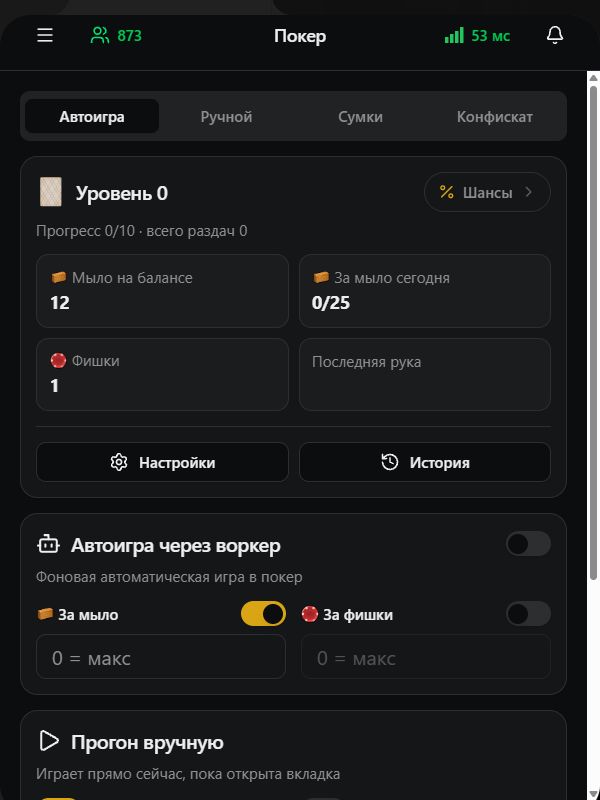 873
Покер
53 мс
Автоигра
Ручной
Сумки
Конфискат
Уровень 0
Шансы
Прогресс 0/10 · всего раздач 0
Мыло на балансе
12
За мыло сегодня
0/25
Фишки
1
Последняя рука
Настройки
История
Автоигра через воркер
Фоновая автоматическая игра в покер
За мыло
За фишки
0 = макс
0 = макс
Прогон вручную
Играет прямо сейчас, пока открыта вкладка